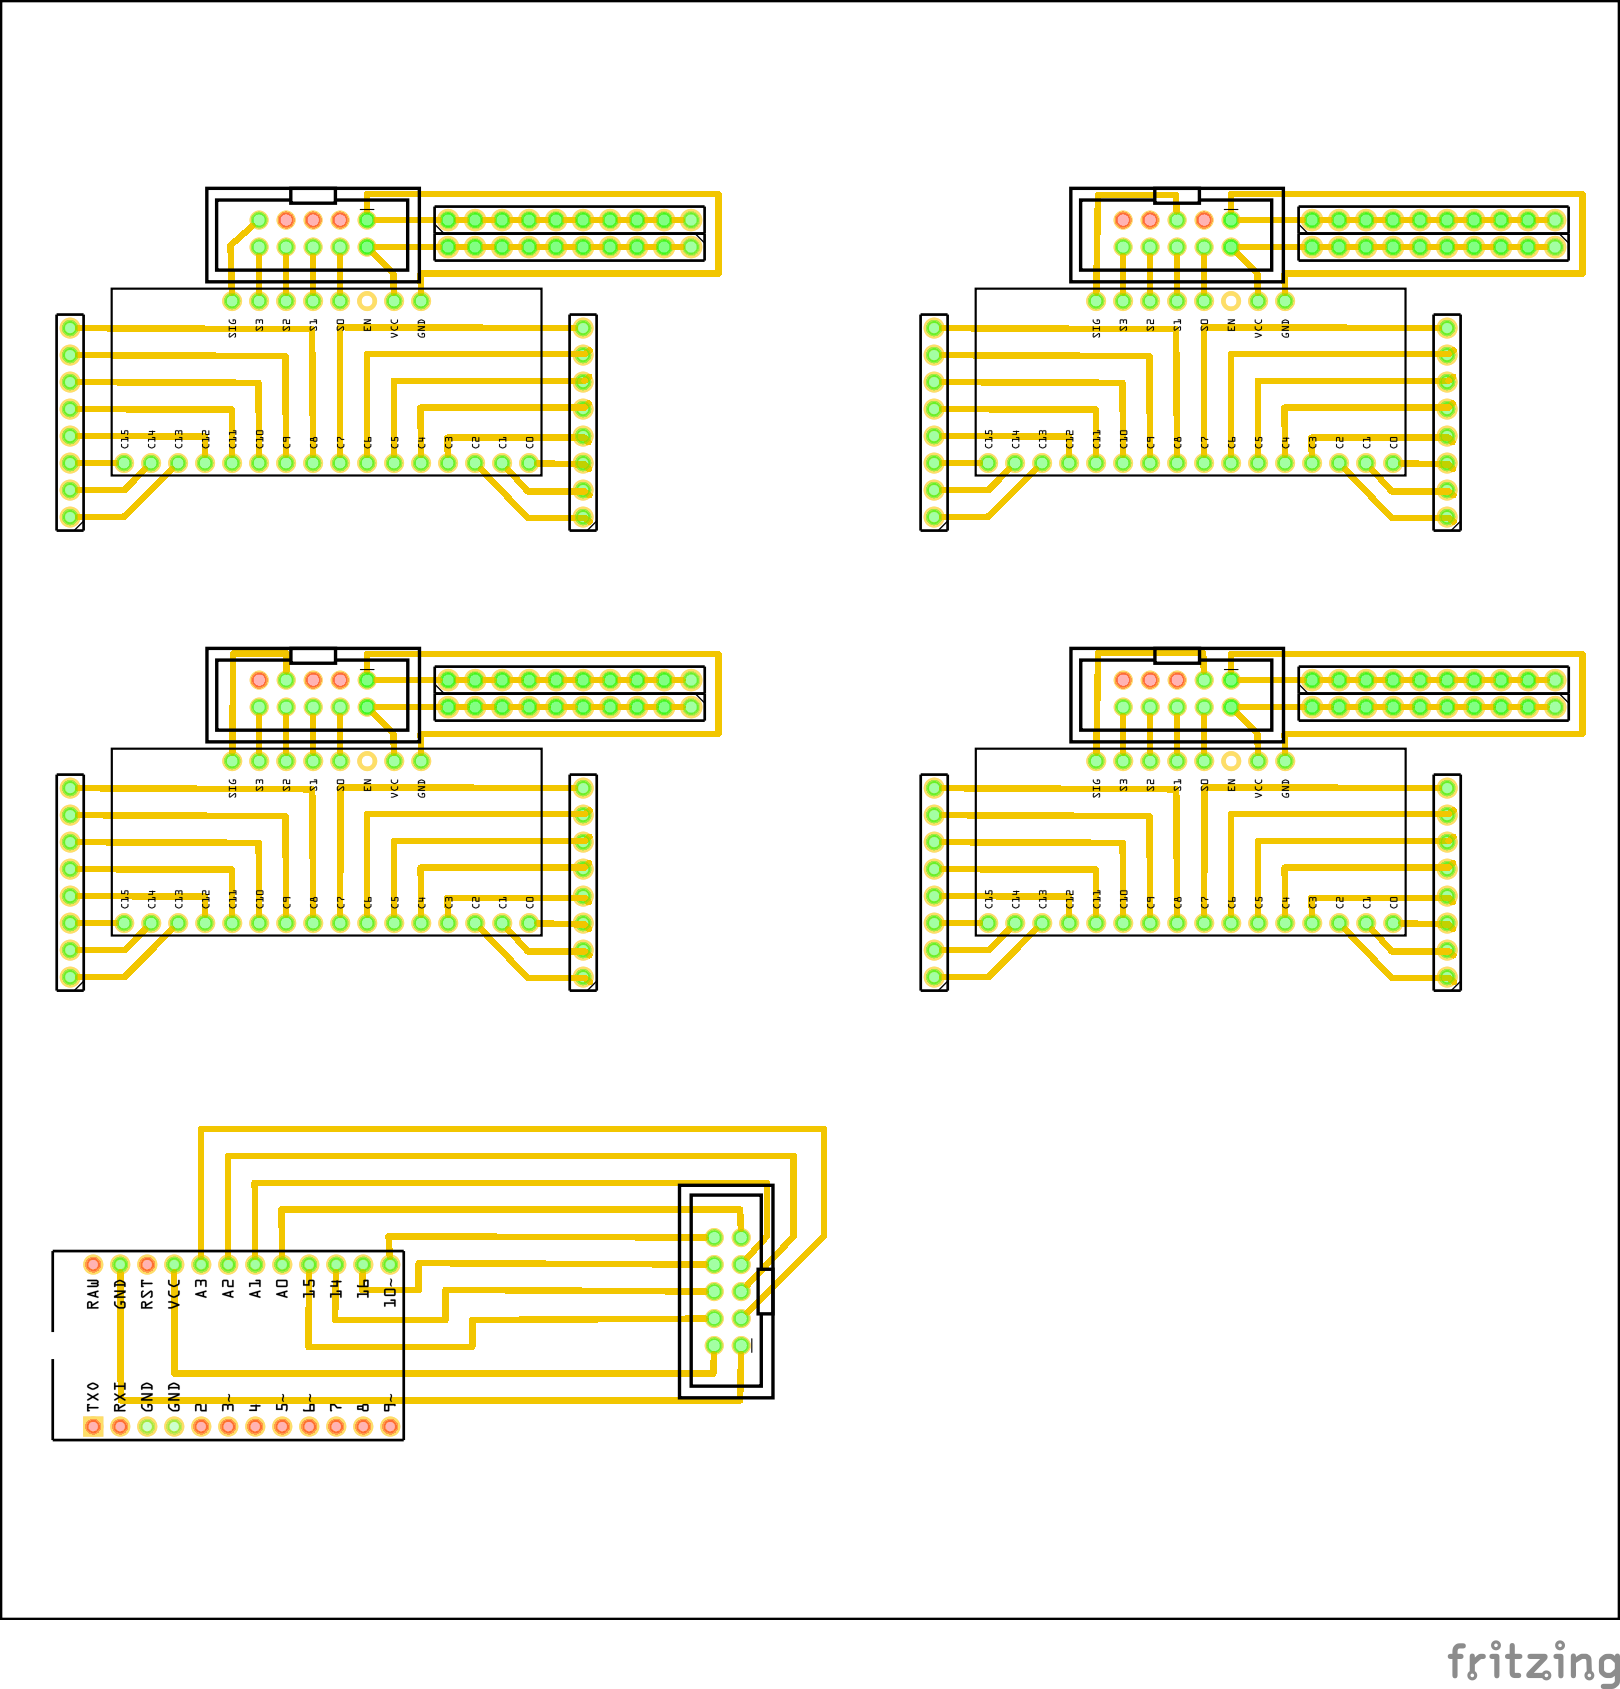 SIG S3 S2 S1 S0 EN VCC GND
C15 C14 C13 C12 C11 C10 C9 C8 C7 C6 C5 C4 C3 C2 C1 C0
SIG S3 S2 S1 S0 EN VCC GND
C15 C14 C13 C12 C11 C10 C9 C8 C7 C6 C5 C4 C3 C2 C1 C0
SIG S3 S2 S1 S0 EN VCC GND
C15 C14 C13 C12 C11 C10 C9 C8 C7 C6 C5 C4 C3 C2 C1 C0
SIG S3 S2 S1 S0 EN VCC GND
C15 C14 C13 C12 C11 C10 C9 C8 C7 C6 C5 C4 C3 C2 C1 C0
RAW GND RST VCC A3 A2 A1 A0 15 14 16 10~
TXO RXI GND GND 2 3~ 4 5~ 6~ 7 8 9~
fritzing